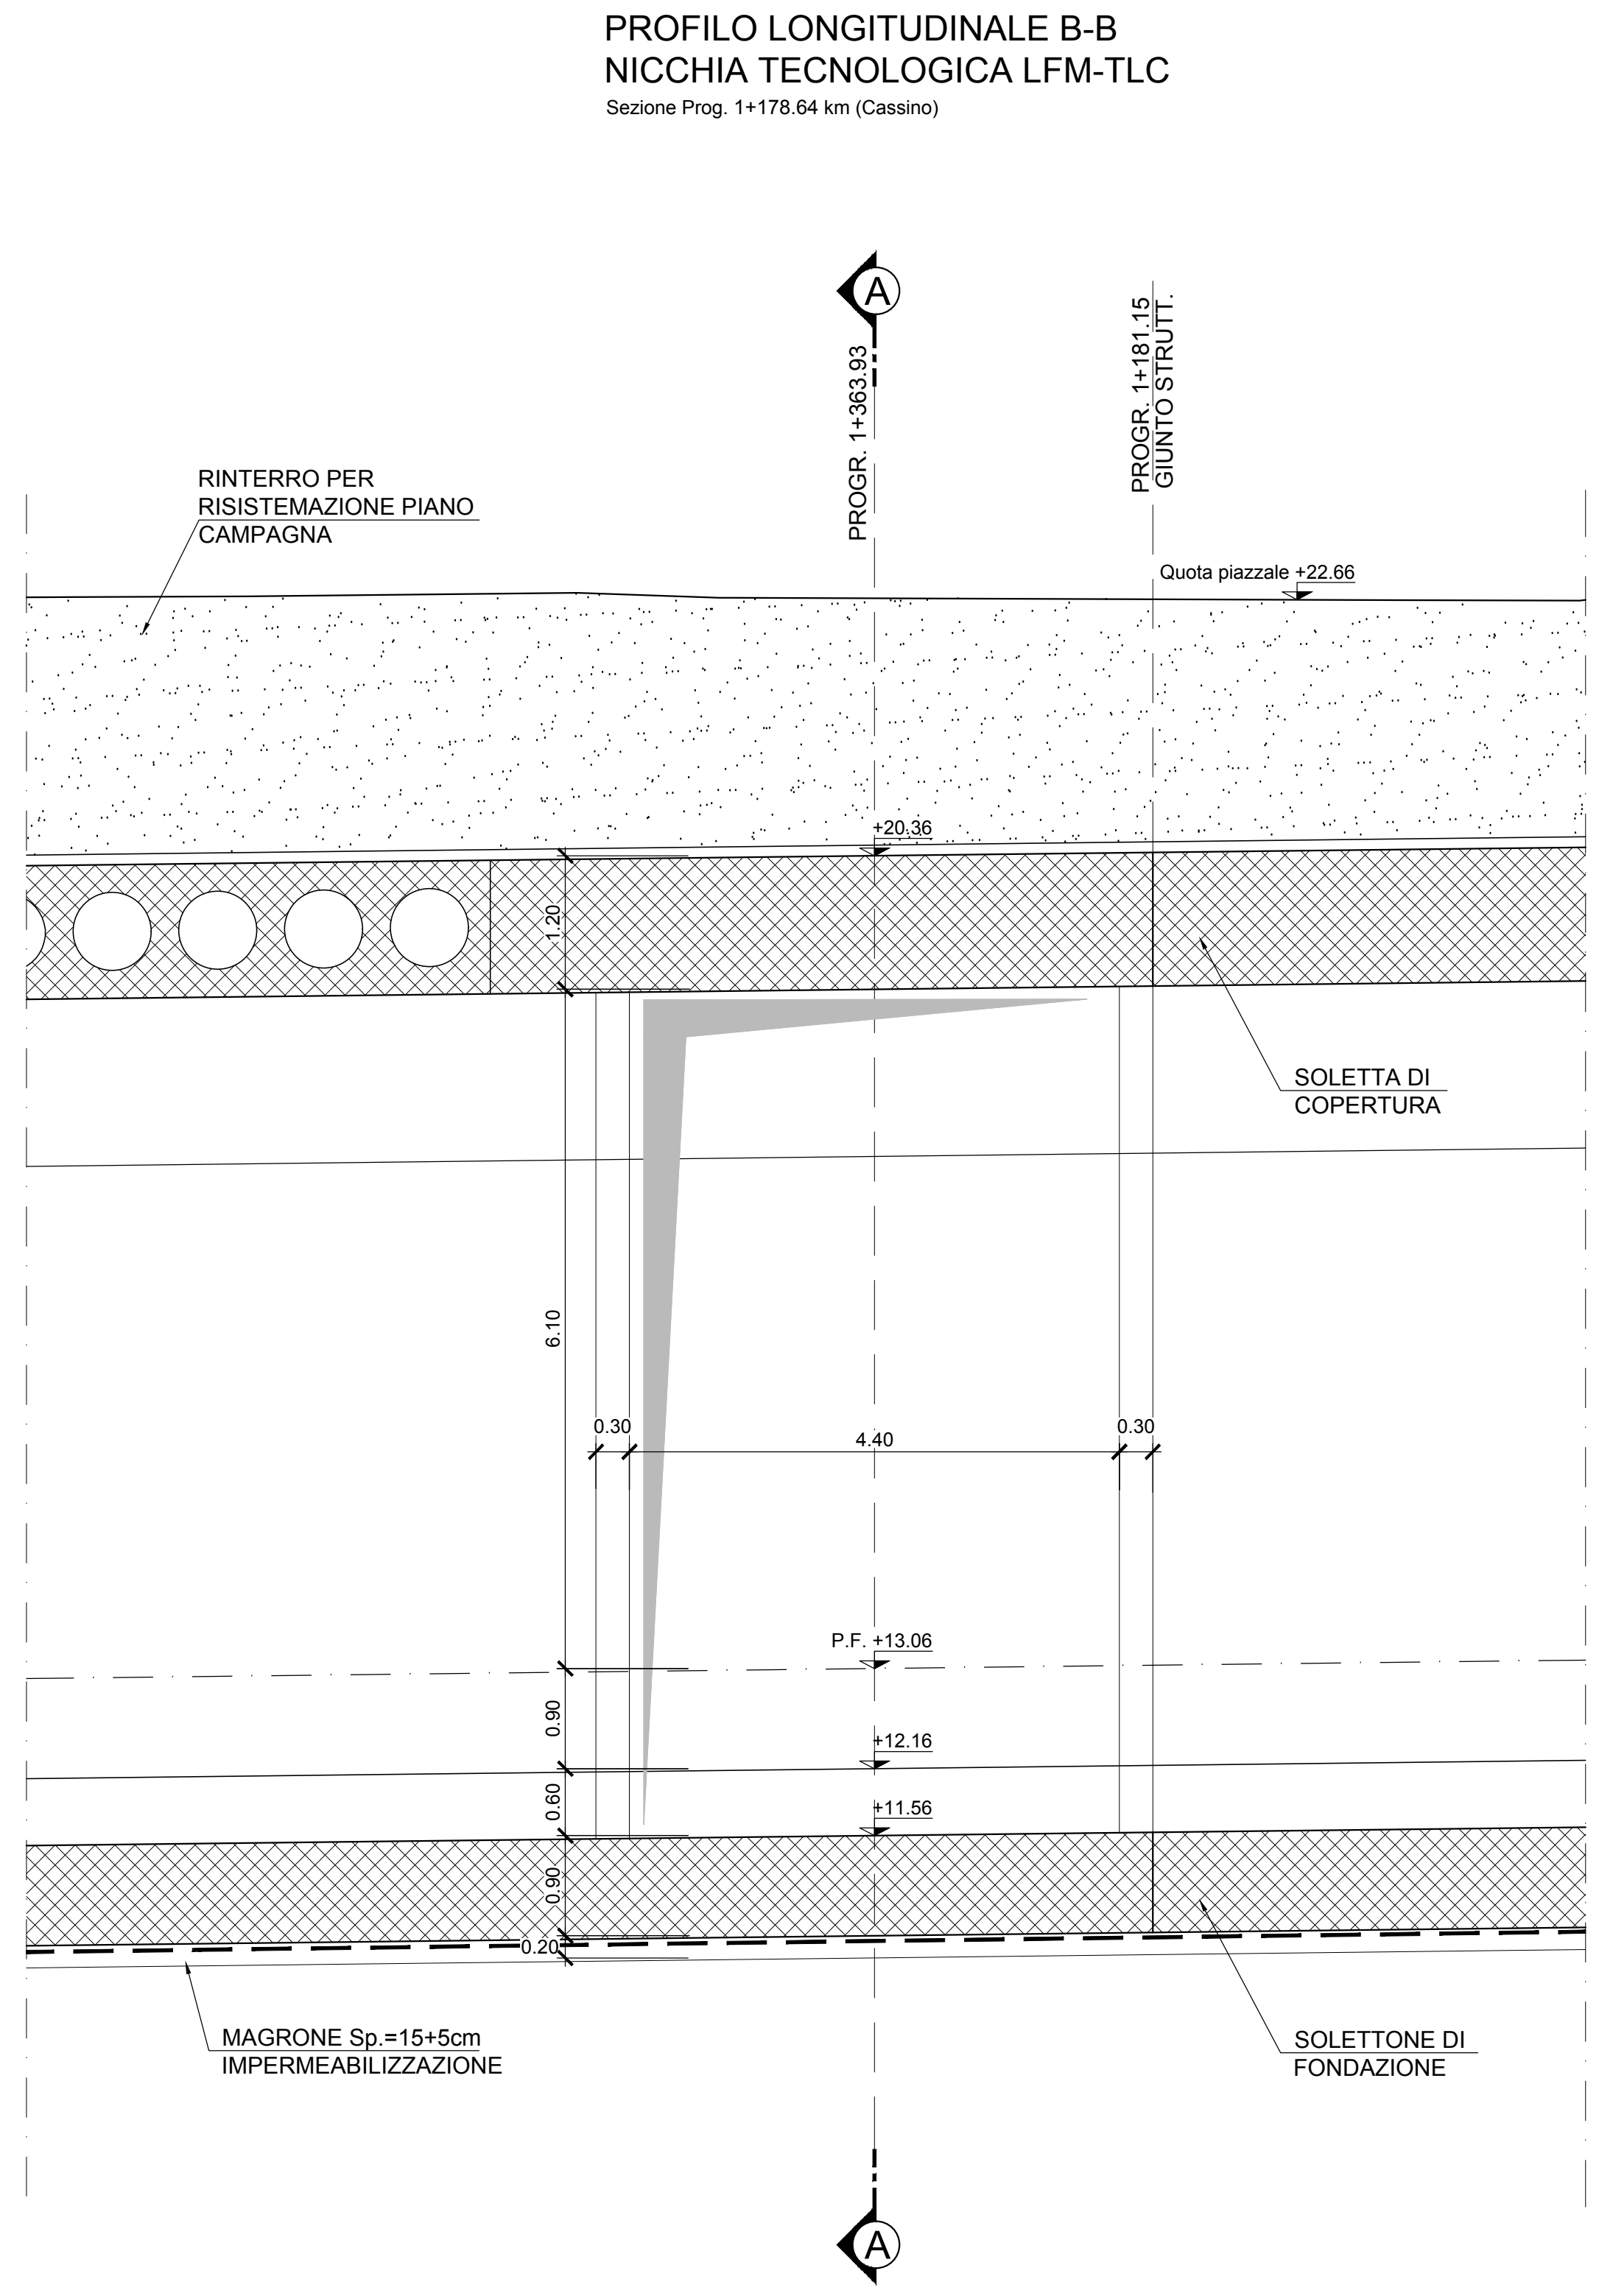 PROFILO LONGITUDINALE B-B
NICCHIA TECNOLOGICA LFM-TLC
Sezione Prog. 1+178.64 km (Cassino)
A
PROGR. 1+363.93
PROGR. 1+181.15
GIUNTO STRUTT.
RINTERRO PER
RISISTEMAZIONE PIANO
CAMPAGNA
Quota piazzale +22.66
+20.36
1.20
SOLETTA DI
COPERTURA
6.10
0.30
4.40
0.30
P.F. +13.06
0.90
+12.16
0.60
+11.56
0.90
0.20
MAGRONE Sp.=15+5cm
IMPERMEABILIZZAZIONE
SOLETTONE DI
FONDAZIONE
A